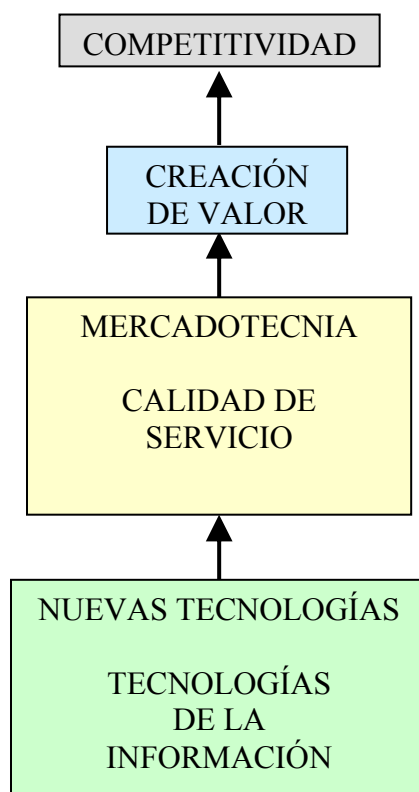 COMPETITIVIDAD
CREACIÓN
DE VALOR
MERCADOTECNIA
CALIDAD DE
SERVICIO
NUEVAS TECNOLOGÍAS
TECNOLOGÍAS
DE LA
INFORMACIÓN